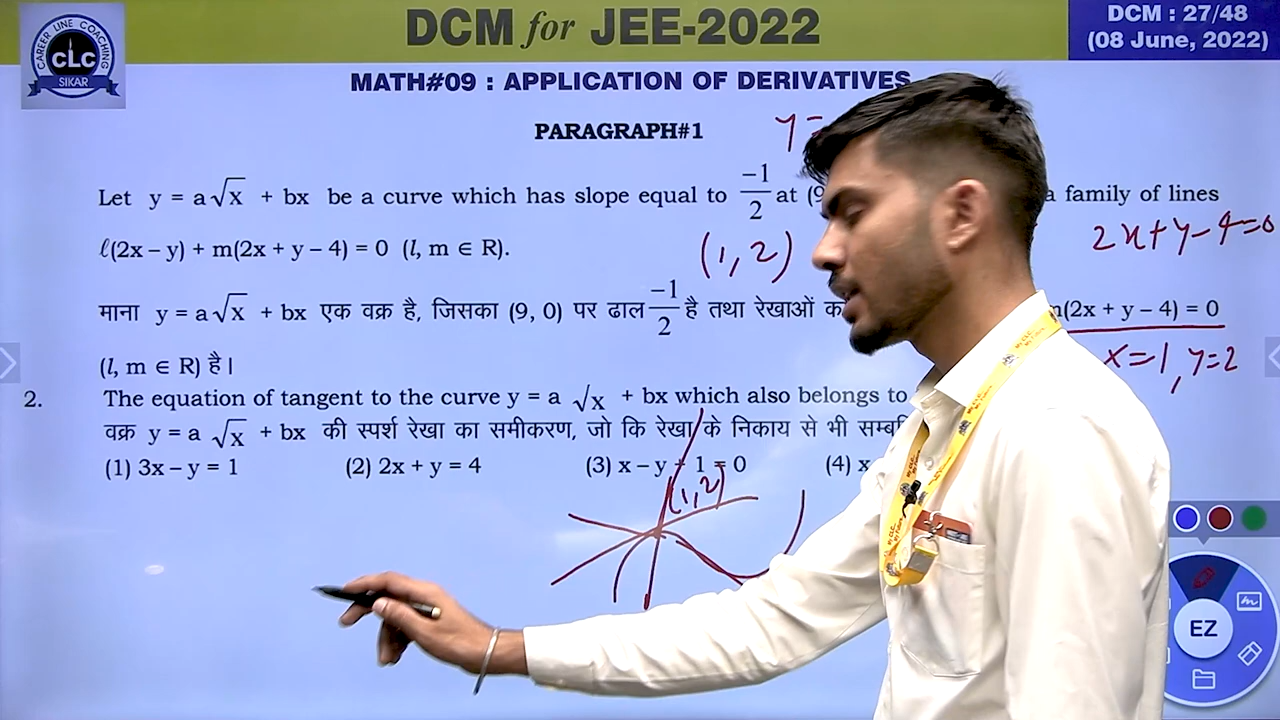 CAREER LINE COACHING
CLC
SIKAR
DCM for JEE-2022
DCM : 27/48
(08 June, 2022)
MATH#09 : APPLICATION OF DERIVATIVES
PARAGRAPH#1
y=
Let y = a√x + bx be a curve which has slope equal to −1/2 at (9 a family of lines
2x+y-4=0
ℓ(2x – y) + m(2x + y – 4) = 0 (l, m ∈ R).
(1, 2)
माना y = a√x + bx एक वक्र है, जिसका (9, 0) पर ढाल −1/2 है तथा रेखाओं (2x + y – 4) = 0
(l, m ∈ R) है।
x=1, y=2
2. The equation of tangent to the curve y = a √x + bx which also belongs to
वक्र y = a √x + bx की स्पर्श रेखा का समीकरण, जो कि रेखा के निकाय से भी
(1) 3x – y = 1 (2) 2x + y = 4 (3) x – y + 1 = 0 (4) x
(1,2)
EZ